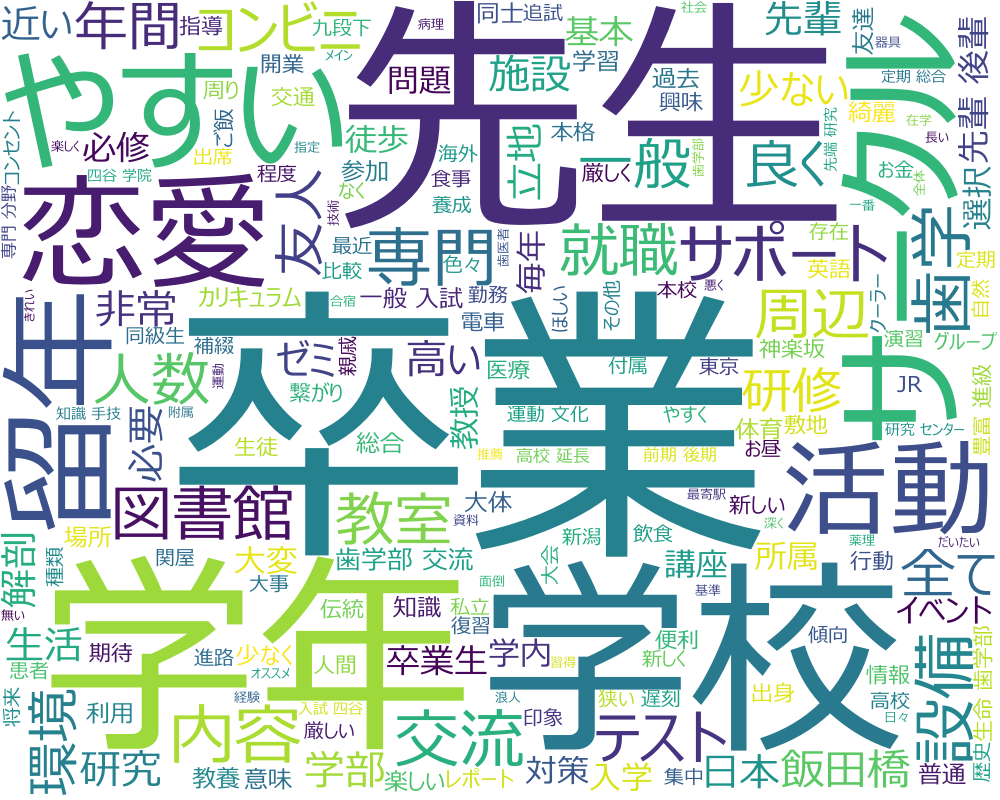 近い
年間
指導
コンビニ
九段下
病理
メイン
先生
同士
追試
基本
学習
社会
先輩
友達
器具
後輩
やすい
開業
周り
交通
問題
施設
過去
興味
少ない
綺麗
定期 総合
サークル
コンセント
専門 分野
楽しく
必修
ご飯
出席
指定
四谷 学院
程度
徒歩
参加
なく
海外
食事
養成
立地
本格
厳しく
一般
歯学部
良く
先端 研究
在学
長い
お金
全体
一番
選択
先輩
恋愛
友人
技術
最近
比較
専門
色々
歯医者
毎年
就職
サポート
存在
英語
歯学
定期
クーラー
自然
きれい
留年
非常
カリキュラム
合宿
一般 入試
勤務
ほしい
その他
本校
悪く
周辺
同級生
補綴
ゼミ
親戚
電車
高い
卒業
医療
付属
東京
神楽坂
演習
グループ
JR
人数
運動
繋がり
教授
運動 文化
やすく
研修
体育
敷地
研究 センター
豊富
進級
知識 手技
附属
必要
生徒
総合
推薦
高校 延長
前期 後期
お昼
活動
図書館
教室
大体
資料
最寄駅
新しい
深く
解剖
場所
種類
関屋
大変
歯学部 交流
新潟
飲食
大会
講座
所属
薬理
行動
だいたい
全て
無い
大事
伝統
知識
面倒
私立
復習
学校
基準
イベント
生活
患者
期待
学年
進路
少なく
オススメ
人間
卒業生
学内
習得
便利
新しく
傾向
情報
設備
歯学部
生命
歴史
将来
環境
利用
経験
入試 四谷
浪人
狭い
遅刻
出身
高校
日々
内容
厳しい
交流
印象
テスト
研究
教養
意味
学部
楽しい
レポート
対策
入学
集中
日本
飯田橋
普通